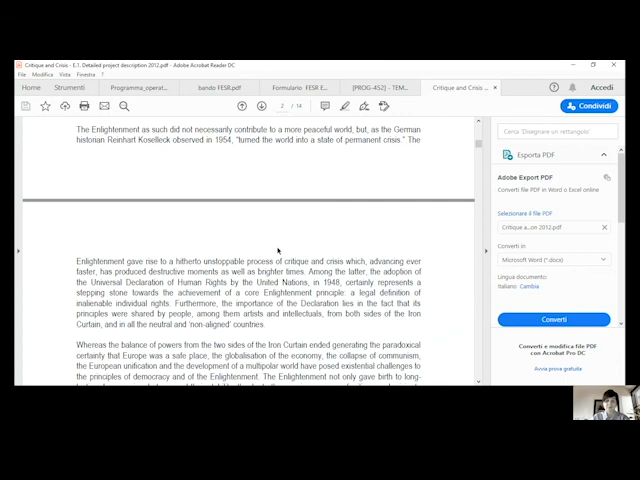 Critique and Crisis - E.1. Detailed project description 2012.pdf - Adobe Acrobat Reader DC
File Modifica Vista Finestra ?
Home Strumenti Programma_operat... bando FESR.pdf Formulario FESR E... [PROG-452] - TEM... Critique and Crisis ... × Accedi
2 / 14 Condividi
The Enlightenment as such did not necessarily contribute to a more peaceful world, but, as the German
historian Reinhart Koselleck observed in 1954, "turned the world into a state of permanent crisis." The
Enlightenment gave rise to a hitherto unstoppable process of critique and crisis which, advancing ever
faster, has produced destructive moments as well as brighter times. Among the latter, the adoption of
the Universal Declaration of Human Rights by the United Nations, in 1948, certainly represents a
stepping stone towards the achievement of a core Enlightenment principle: a legal definition of
inalienable individual rights. Furthermore, the importance of the Declaration lies in the fact that its
principles were shared by people, among them artists and intellectuals, from both sides of the Iron
Curtain, and in all the neutral and 'non-aligned' countries.
Whereas the balance of powers from the two sides of the Iron Curtain ended generating the paradoxical
certainty that Europe was a safe place, the globalisation of the economy, the collapse of communism,
the European unification and the development of a multipolar world have posed existential challenges to
the principles of democracy and of the Enlightenment. The Enlightenment not only gave birth to long-
Cerca 'Disegna un rettangolo'
Esporta PDF
Adobe Export PDF
Converti file PDF in Word o Excel online
Selezionare il file PDF
Critique a...on 2012.pdf ×
Converti in
Microsoft Word (*.docx)
Lingua documento:
Italiano Cambia
Converti
Converti e modifica file PDF
con Acrobat Pro DC
Avvia prova gratuita